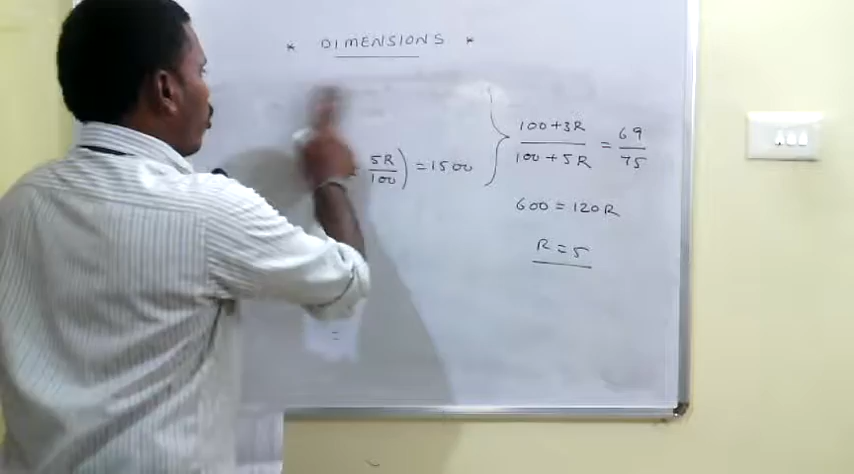 * DIMENSIONS *
5R/100) = 1500
} (100+3R)/(100+5R) = 69/75
600 = 120R
R = 5
=